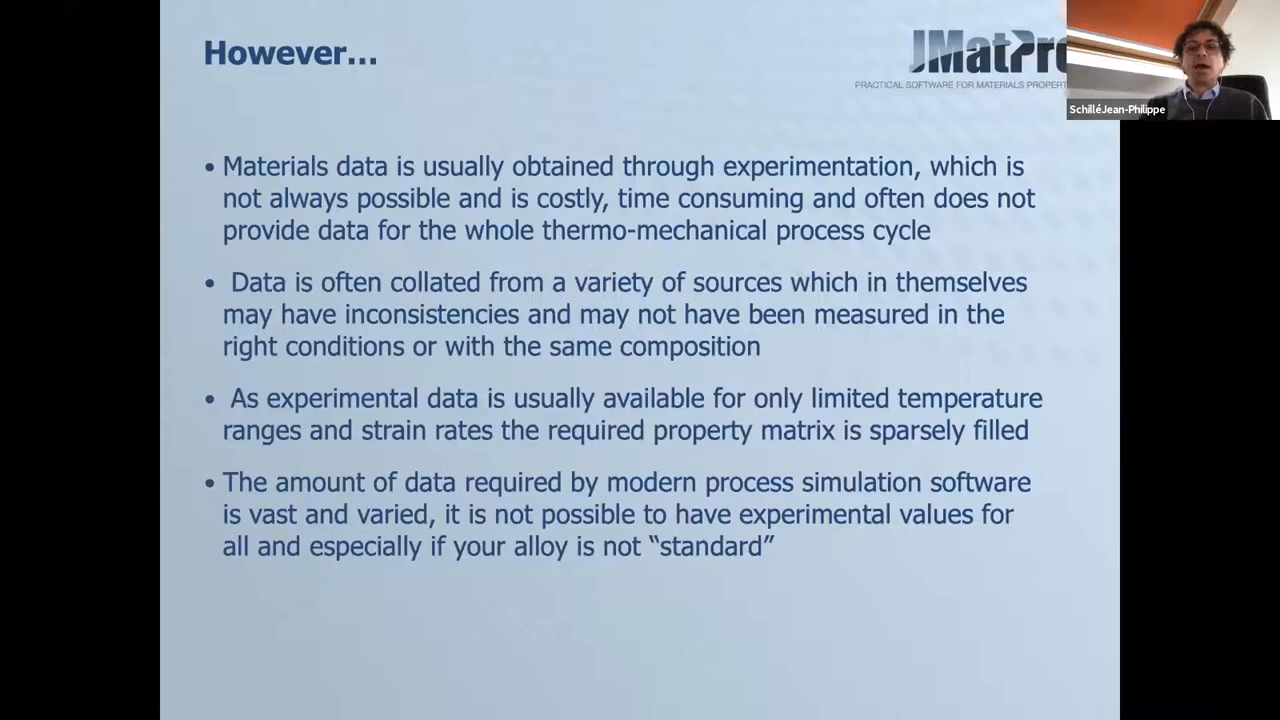 However...
JMatPro
PRACTICAL SOFTWARE FOR MATERIALS PROPERT
SchilléJean-Philippe
• Materials data is usually obtained through experimentation, which is
not always possible and is costly, time consuming and often does not
provide data for the whole thermo-mechanical process cycle
• Data is often collated from a variety of sources which in themselves
may have inconsistencies and may not have been measured in the
right conditions or with the same composition
• As experimental data is usually available for only limited temperature
ranges and strain rates the required property matrix is sparsely filled
• The amount of data required by modern process simulation software
is vast and varied, it is not possible to have experimental values for
all and especially if your alloy is not “standard”